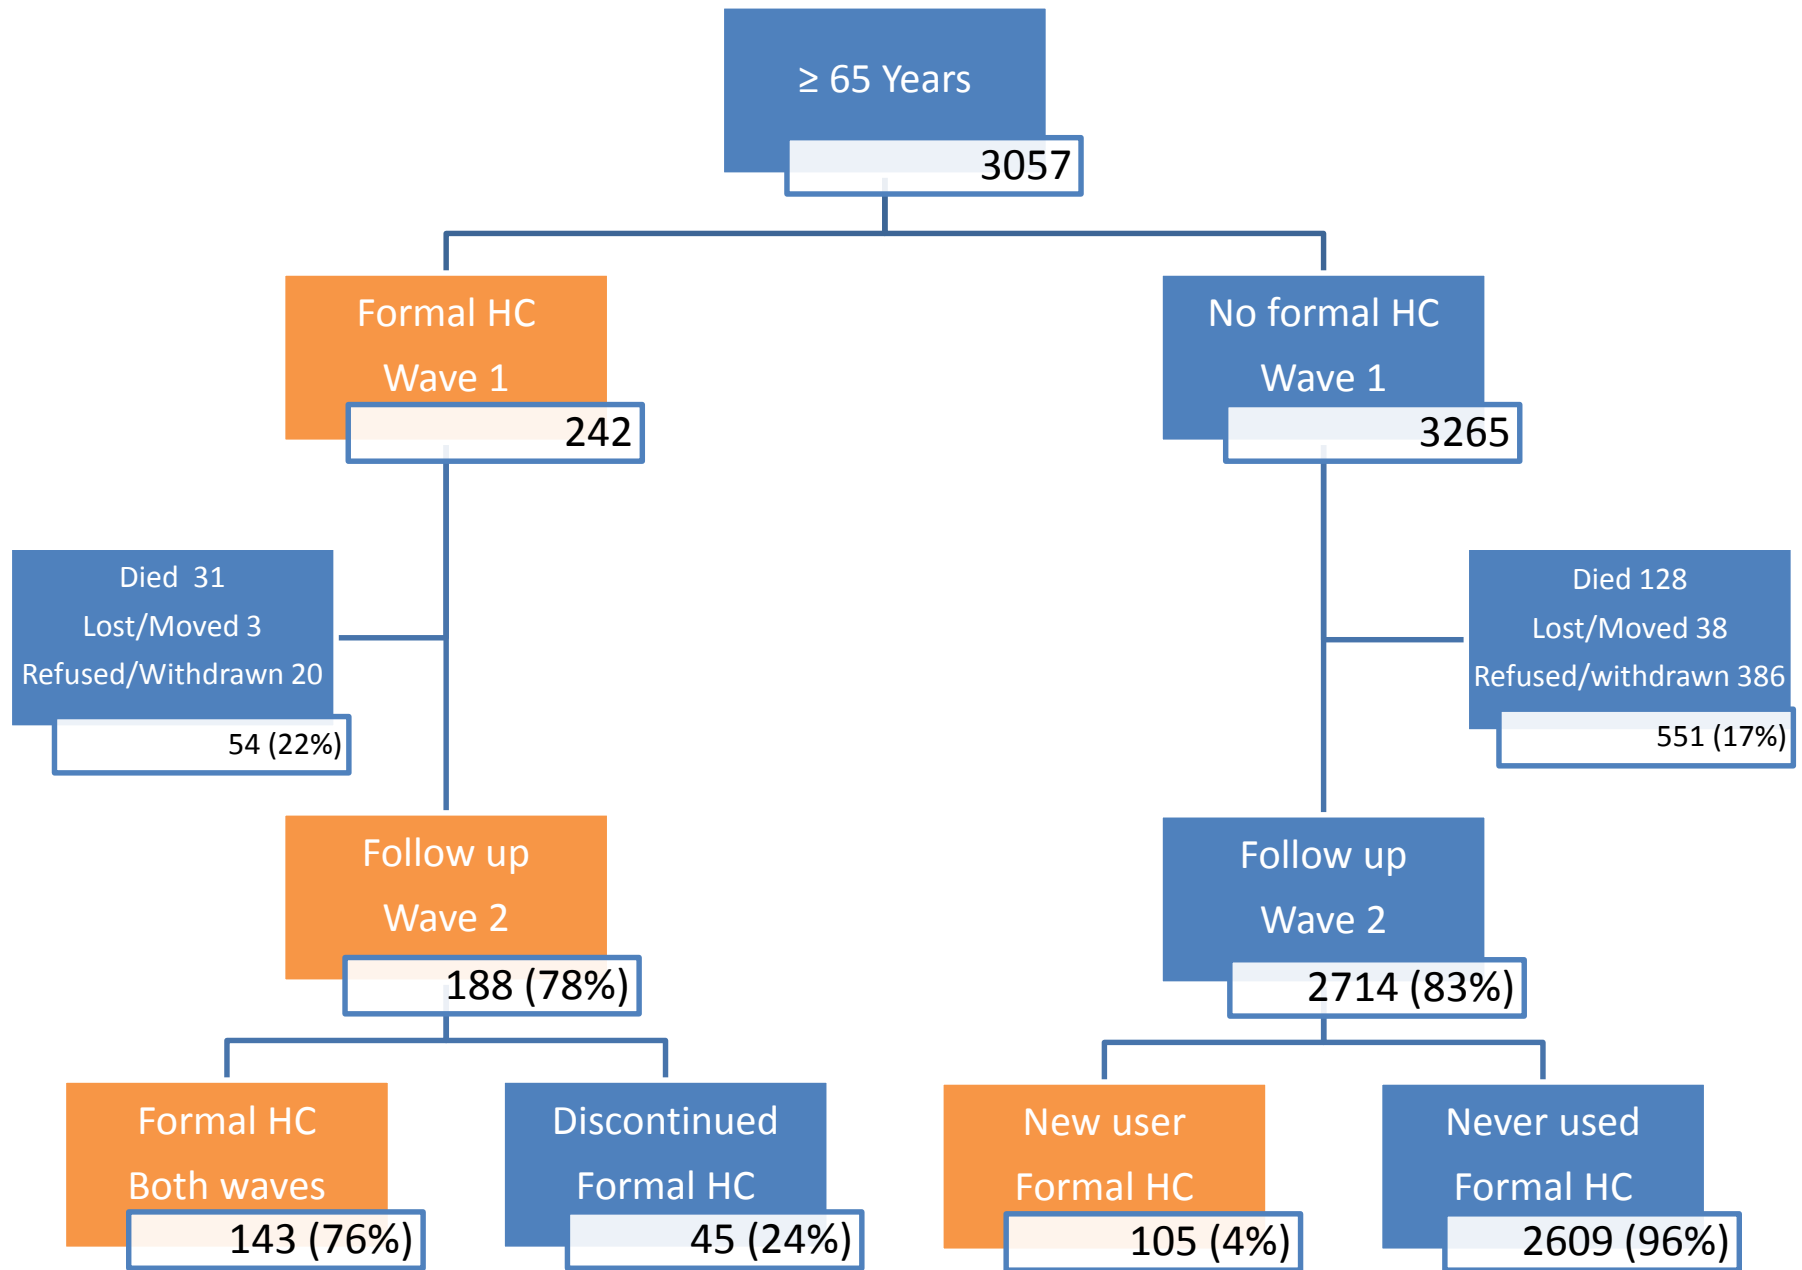 ≥ 65 Years
3057
Formal HC
Wave 1
242
No formal HC
Wave 1
3265
Died 31
Lost/Moved 3
Refused/Withdrawn 20
54 (22%)
Died 128
Lost/Moved 38
Refused/withdrawn 386
551 (17%)
Follow up
Wave 2
188 (78%)
Follow up
Wave 2
2714 (83%)
Formal HC
Both waves
143 (76%)
Discontinued
Formal HC
45 (24%)
New user
Formal HC
105 (4%)
Never used
Formal HC
2609 (96%)